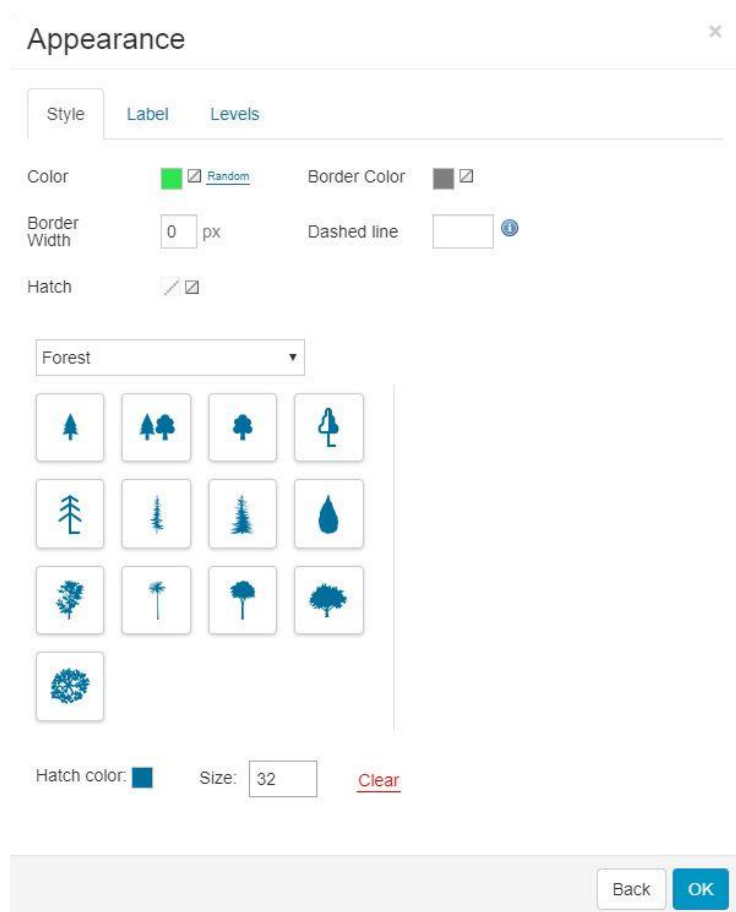 Appearance
×
Style Label Levels
Color Random Border Color
Border
Width 0 px Dashed line
Hatch
Forest
Hatch color: Size: 32 Clear
Back OK